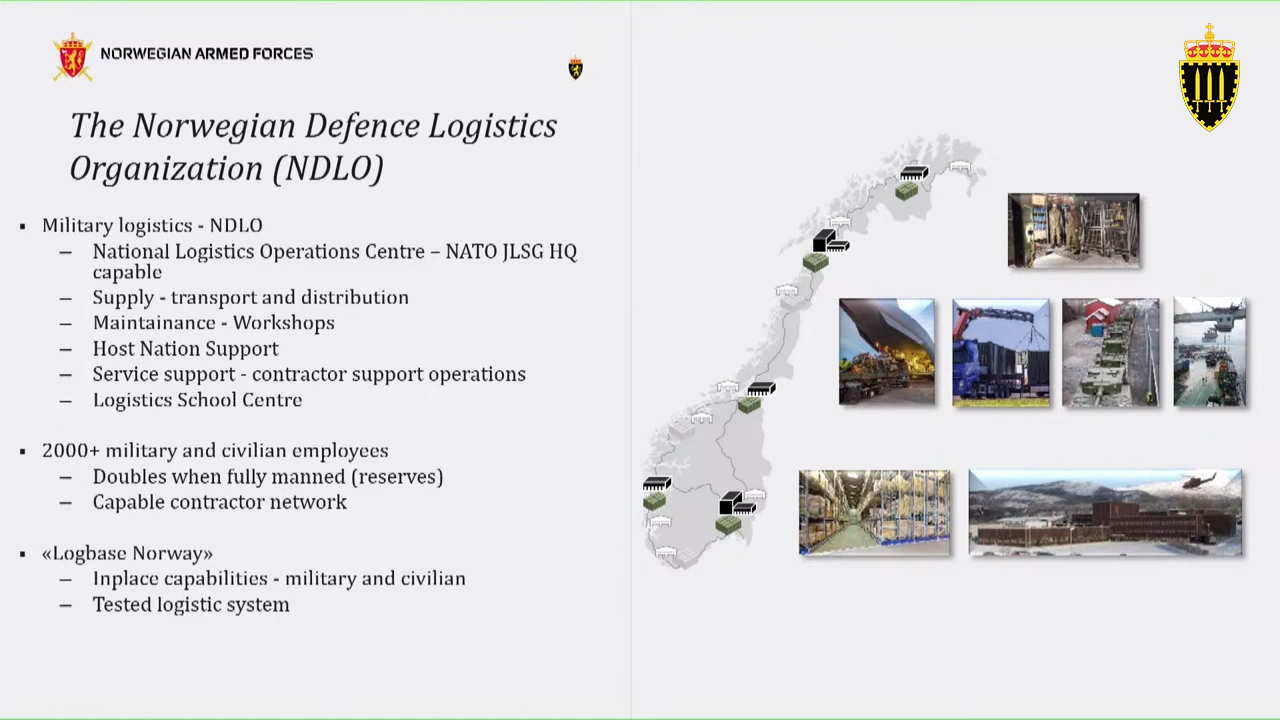 NORWEGIAN ARMED FORCES
The Norwegian Defence Logistics
Organization (NDLO)
▪ Military logistics - NDLO
– National Logistics Operations Centre – NATO JLSG HQ
capable
– Supply - transport and distribution
– Maintainance - Workshops
– Host Nation Support
– Service support - contractor support operations
– Logistics School Centre
▪ 2000+ military and civilian employees
– Doubles when fully manned (reserves)
– Capable contractor network
▪ «Logbase Norway»
– Inplace capabilities - military and civilian
– Tested logistic system